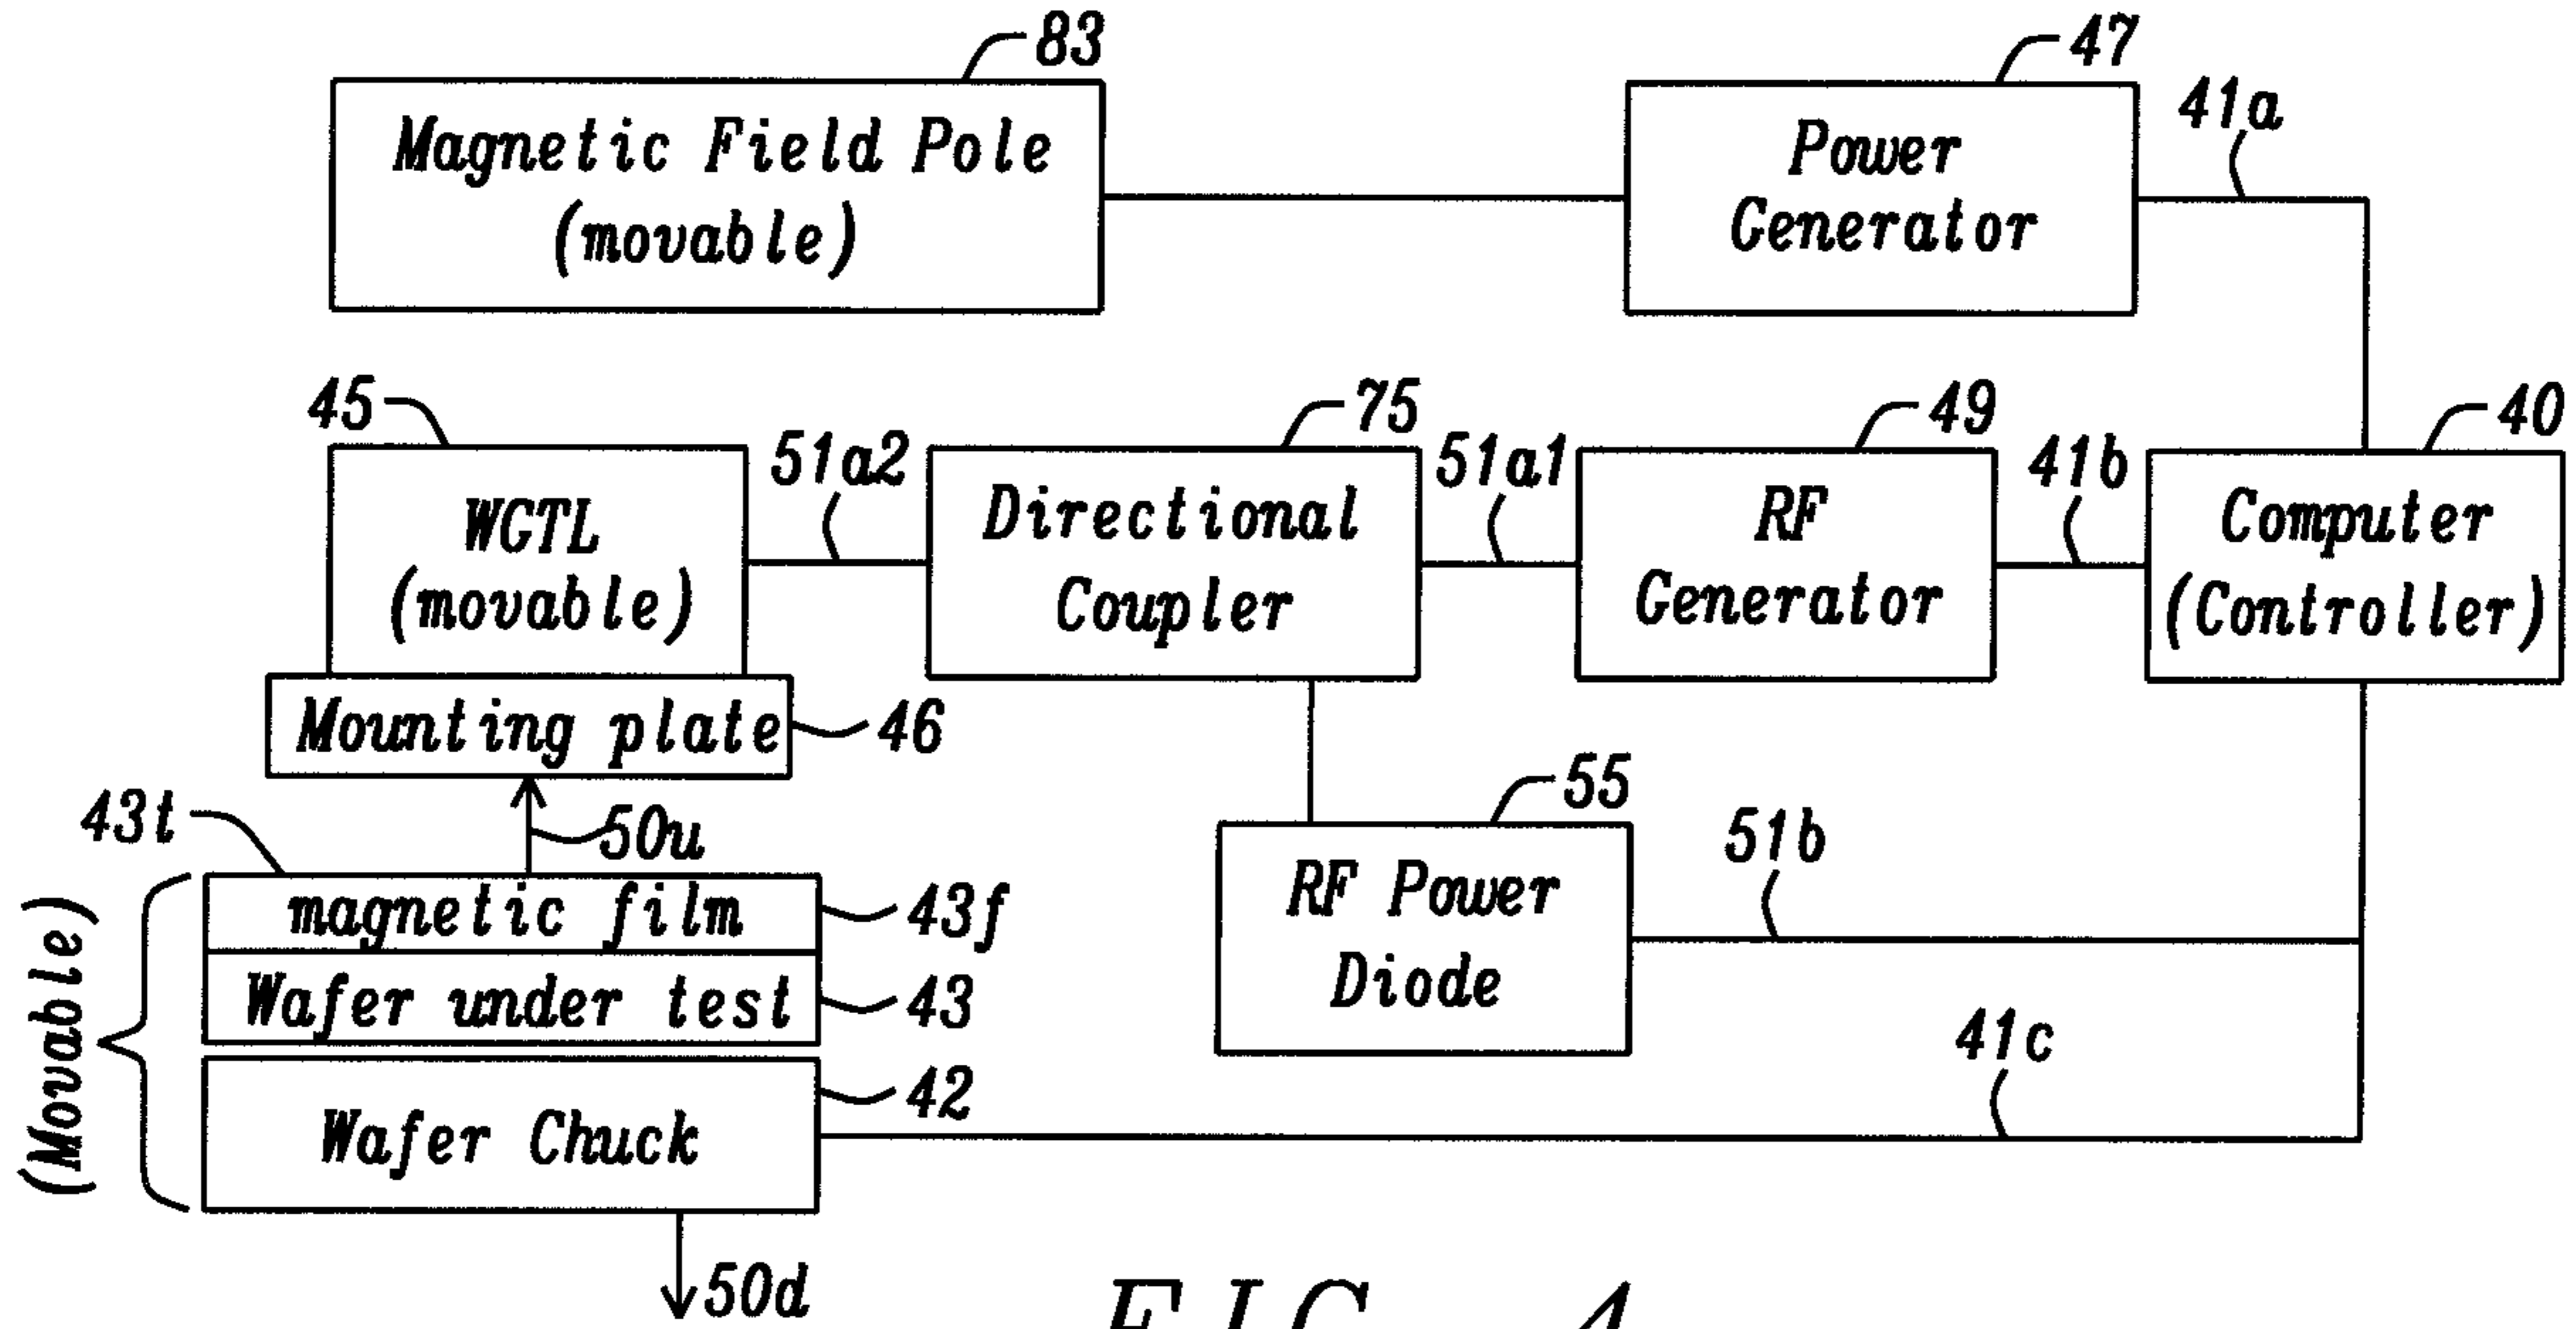 83
47
41a
Magnetic Field Pole
(movable)
Power
Generator
45
51a2
75
51a1
49
41b
40
WGTL
(movable)
Directional
Coupler
RF
Generator
Computer
(Controller)
Mounting plate
46
43t
50u
55
51b
(Movable)
magnetic film
43f
Wafer under test
43
RF Power
Diode
41c
Wafer Chuck
42
50d
FIG. 4